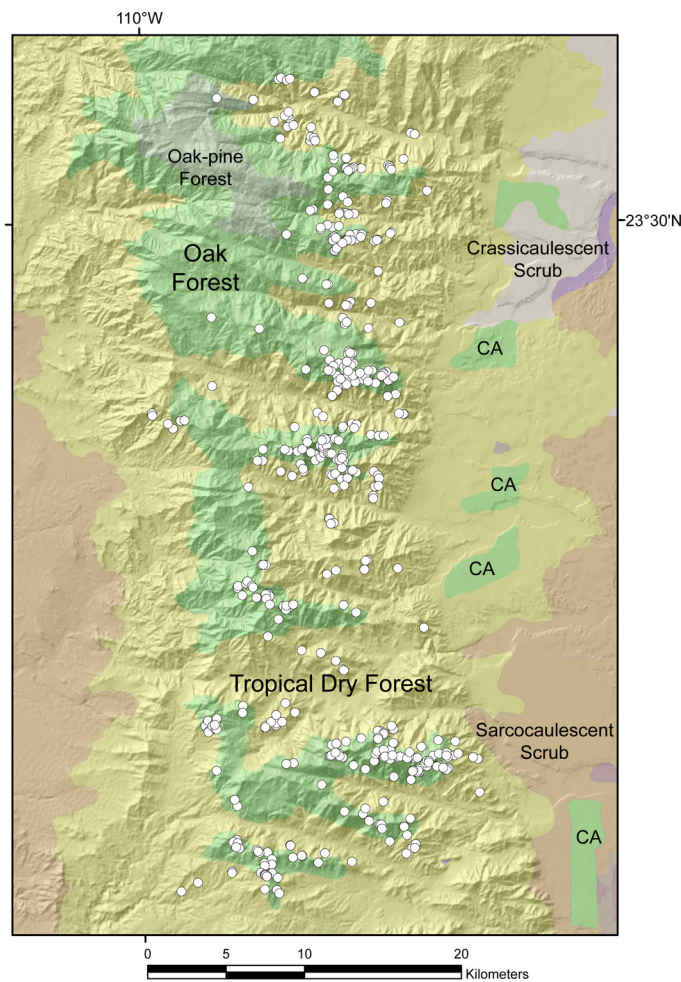 110°W
Oak-pine
Forest
23°30'N
Oak
Forest
Crassicaulescent
Scrub
CA
CA
CA
Tropical Dry Forest
Sarcocaulescent
Scrub
CA
0 5 10 20
Kilometers